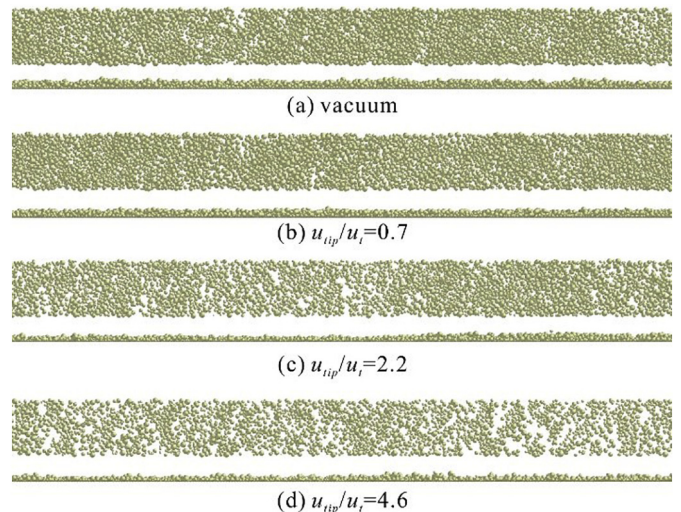 (a) vacuum
(b) u_tip/u_t=0.7
(c) u_tip/u_t=2.2
(d) u_tip/u_t=4.6